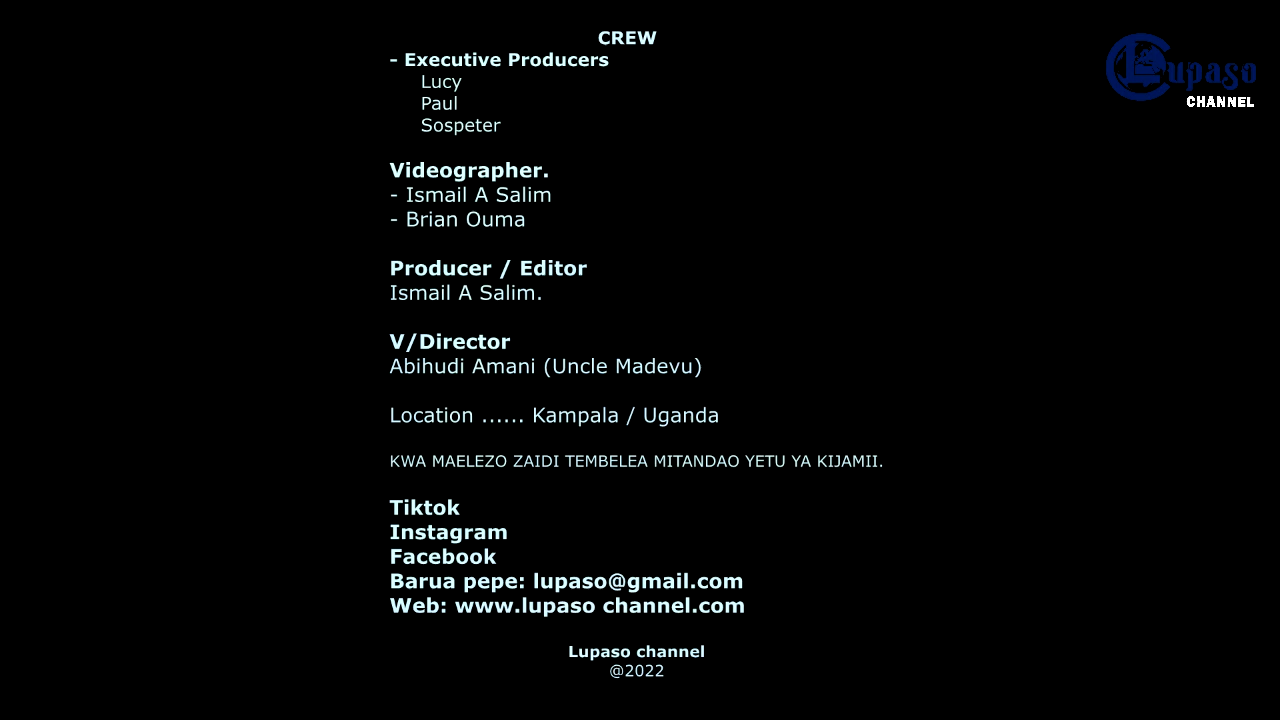 CREW
- Executive Producers
Lucy
Paul
Sospeter
Videographer.
- Ismail A Salim
- Brian Ouma
Producer / Editor
Ismail A Salim.
V/Director
Abihudi Amani (Uncle Madevu)
Location ...... Kampala / Uganda
KWA MAELEZO ZAIDI TEMBELEA MITANDAO YETU YA KIJAMII.
Tiktok
Instagram
Facebook
Barua pepe: lupaso@gmail.com
Web: www.lupaso channel.com
Lupaso channel
@2022
Lupaso
CHANNEL